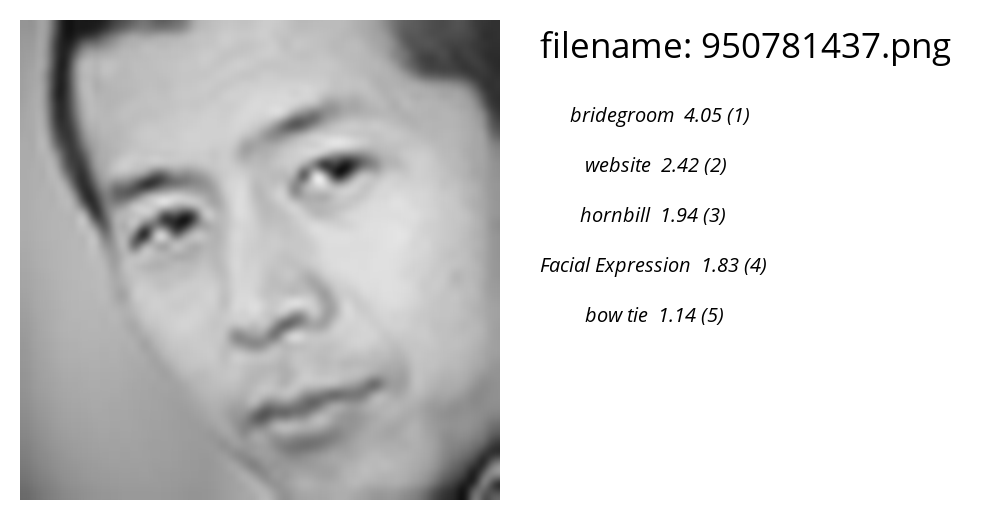 filename: 950781437.png
bridegroom 4.05 (1)
website 2.42 (2)
hornbill 1.94 (3)
Facial Expression 1.83 (4)
bow tie 1.14 (5)